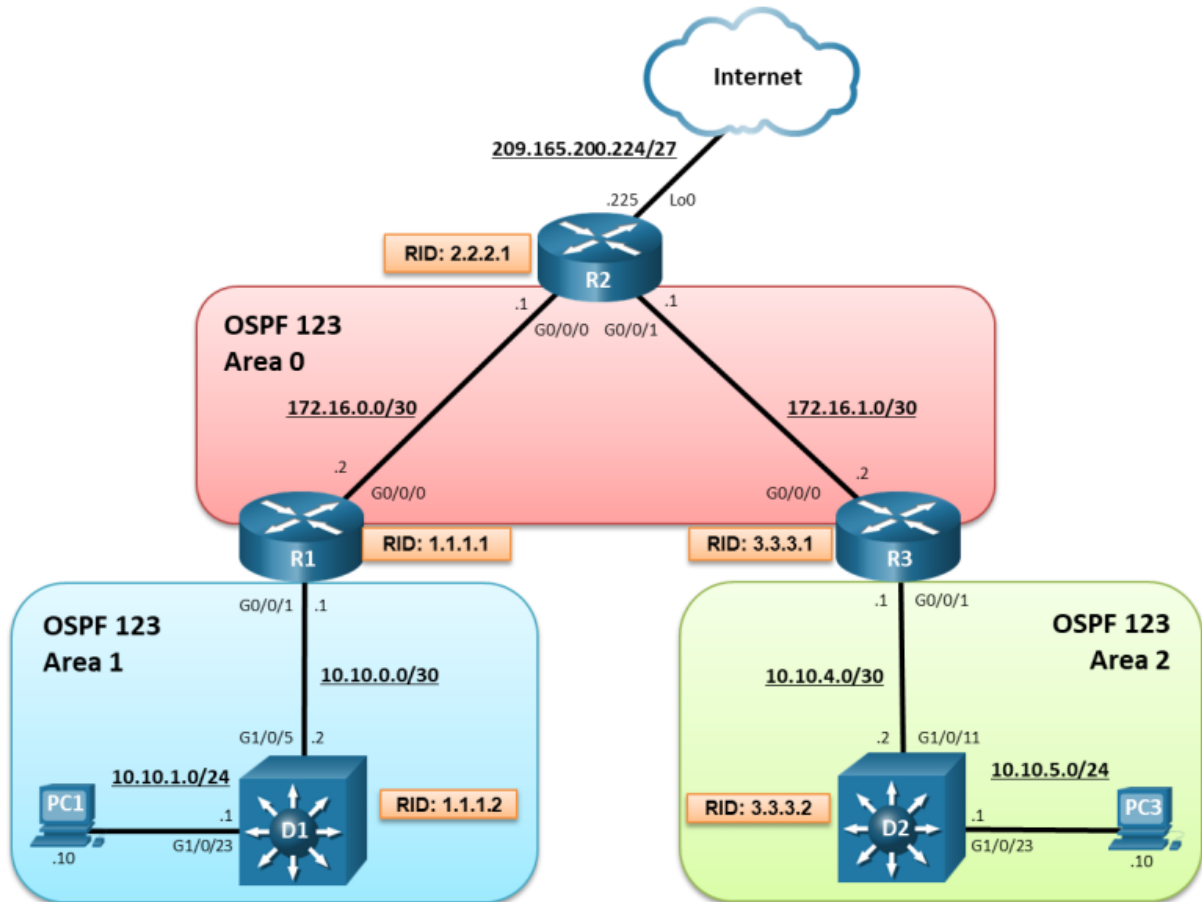 Internet
209.165.200.224/27
.225
Lo0
RID: 2.2.2.1
R2
OSPF 123
Area 0
.1
.1
G0/0/0
G0/0/1
172.16.0.0/30
172.16.1.0/30
.2
.2
G0/0/0
G0/0/0
R1
RID: 1.1.1.1
RID: 3.3.3.1
R3
OSPF 123
Area 1
G0/0/1
.1
10.10.0.0/30
G1/0/5
.2
10.10.1.0/24
PC1
.1
D1
RID: 1.1.1.2
G1/0/23
.10
.1
G0/0/1
OSPF 123
Area 2
10.10.4.0/30
.2
G1/0/11
10.10.5.0/24
RID: 3.3.3.2
D2
.1
PC3
G1/0/23
.10